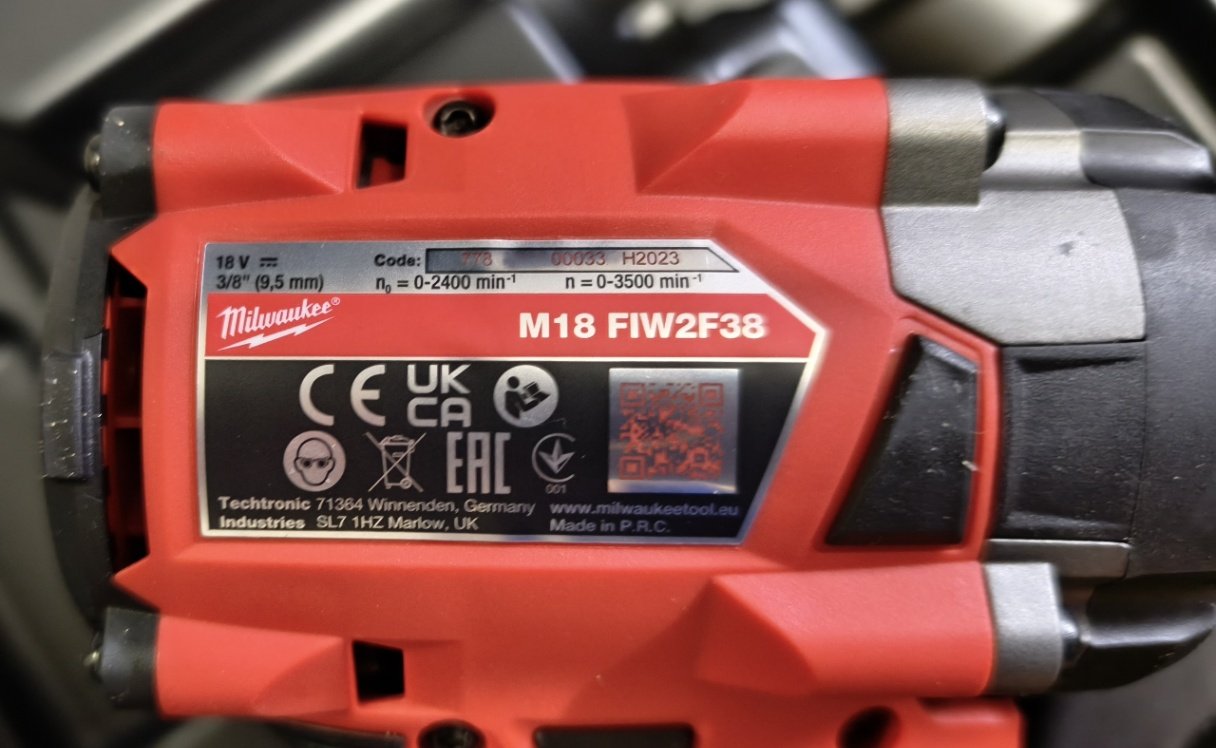 18 V ⎓
Code: 778 00033 H2023
3/8" (9,5 mm)
n₀ = 0-2400 min⁻¹
n = 0-3500 min⁻¹
Milwaukee®
M18 FIW2F38
CE
UK
CA
EAC
001
Techtronic 71364 Winnenden, Germany
Industries SL7 1HZ Marlow, UK
www.milwaukeetool.eu
Made in P.R.C.